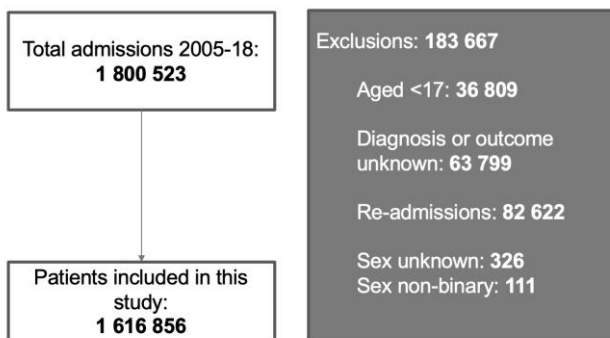 Total admissions 2005-18:
1 800 523
Exclusions: 183 667
Aged <17: 36 809
Diagnosis or outcome
unknown: 63 799
Re-admissions: 82 622
Sex unknown: 326
Sex non-binary: 111
Patients included in this
study:
1 616 856